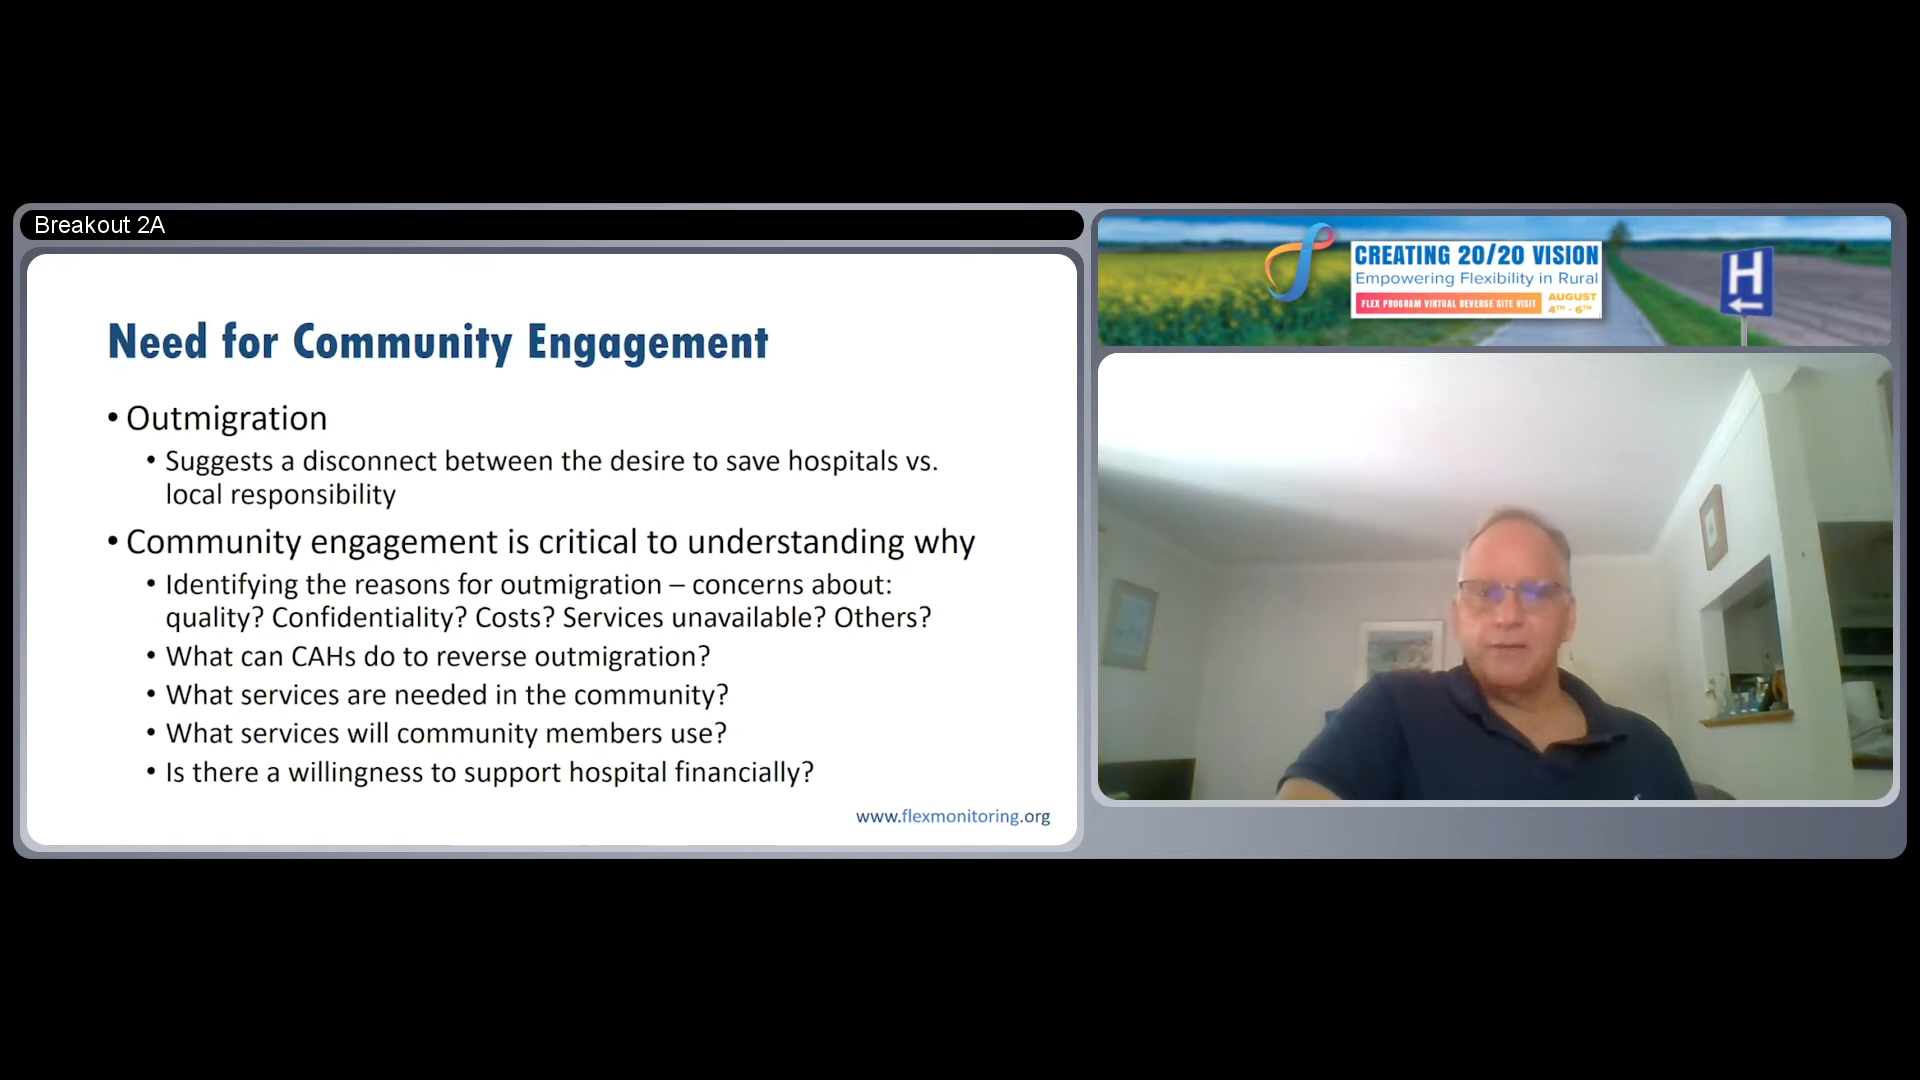 Breakout 2A
Need for Community Engagement
• Outmigration
• Suggests a disconnect between the desire to save hospitals vs.
local responsibility
• Community engagement is critical to understanding why
• Identifying the reasons for outmigration – concerns about:
quality? Confidentiality? Costs? Services unavailable? Others?
• What can CAHs do to reverse outmigration?
• What services are needed in the community?
• What services will community members use?
• Is there a willingness to support hospital financially?
www.flexmonitoring.org
CREATING 20/20 VISION
Empowering Flexibility in Rural
FLEX PROGRAM VIRTUAL REVERSE SITE VISIT
AUGUST
4TH - 6TH
H